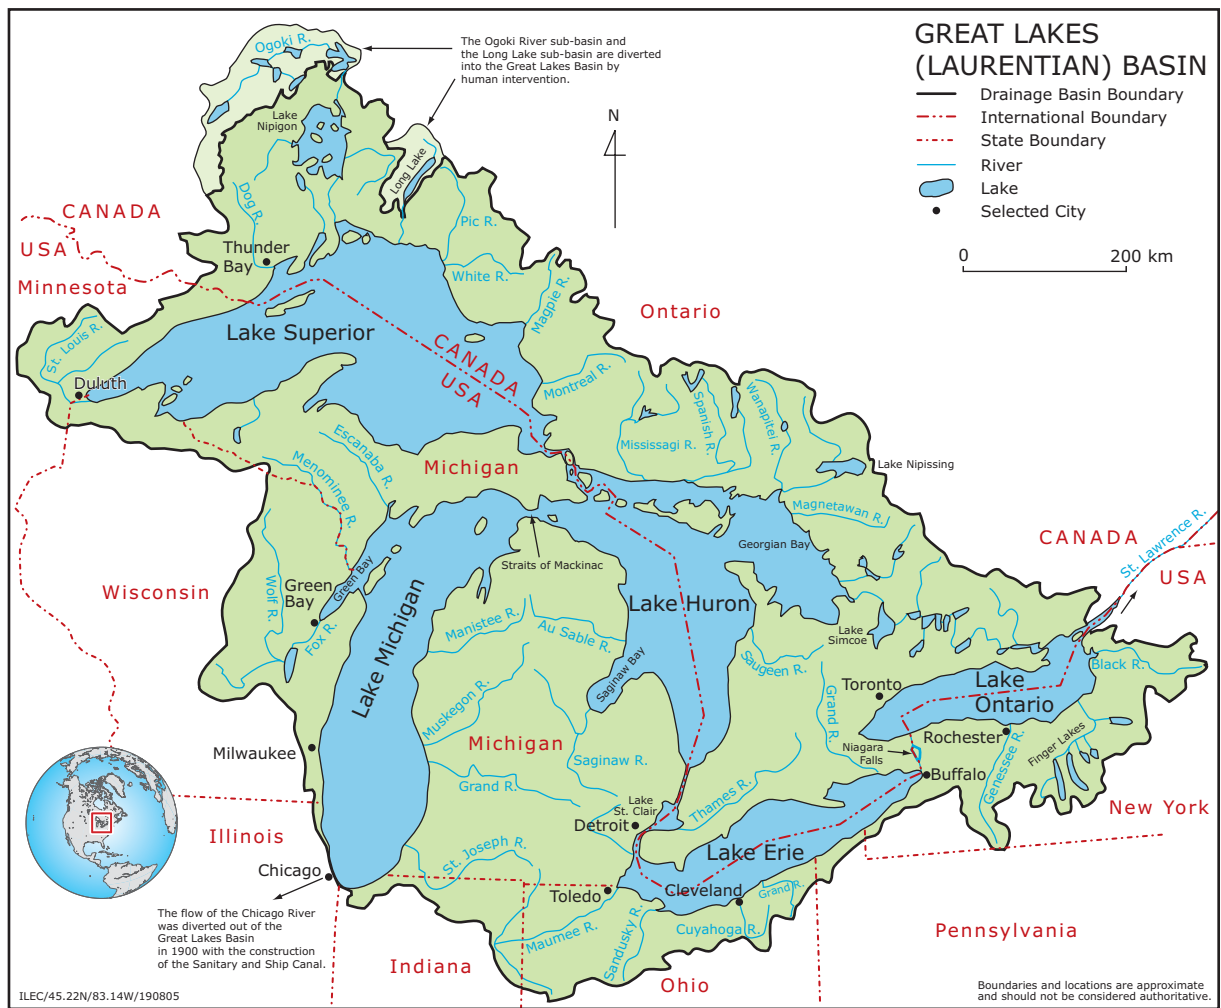 GREAT LAKES
(LAURENTIAN) BASIN
Drainage Basin Boundary
International Boundary
State Boundary
River
Lake
Selected City
0 200 km
N
The Ogoki River sub-basin and
the Long Lake sub-basin are diverted
into the Great Lakes Basin by
human intervention.
Ogoki R.
Lake
Nipigon
Long Lake
Dog R.
Pic R.
White R.
Magpie R.
CANADA
USA
Minnesota
Thunder
Bay
Ontario
Lake Superior
CANADA
USA
St. Louis R.
Duluth
Montreal R.
Spanish R.
Wanapitei R.
Mississagi R.
Lake Nipissing
Escanaba R.
Menominee R.
Michigan
Magnetawan R.
Georgian Bay
Straits of Mackinac
CANADA
USA
St. Lawrence R.
Wisconsin
Wolf R.
Green
Bay
Green Bay
Fox R.
Lake Michigan
Manistee R.
Au Sable R.
Lake Huron
Saginaw Bay
Lake
Simcoe
Saugeen R.
Black R.
Toronto
Lake
Ontario
Grand R.
Muskegon R.
Michigan
Saginaw R.
Milwaukee
Grand R.
Niagara
Falls
Rochester
Genessee R.
Finger Lakes
Buffalo
New York
Thames R.
Lake
St. Clair
Detroit
Illinois
St. Joseph R.
Lake Erie
Chicago
Toledo
Cleveland
Grand R.
Maumee R.
Sandusky R.
Cuyahoga R.
Pennsylvania
Indiana
Ohio
The flow of the Chicago River
was diverted out of the
Great Lakes Basin
in 1900 with the construction
of the Sanitary and Ship Canal.
ILEC/45.22N/83.14W/190805
Boundaries and locations are approximate
and should not be considered authoritative.